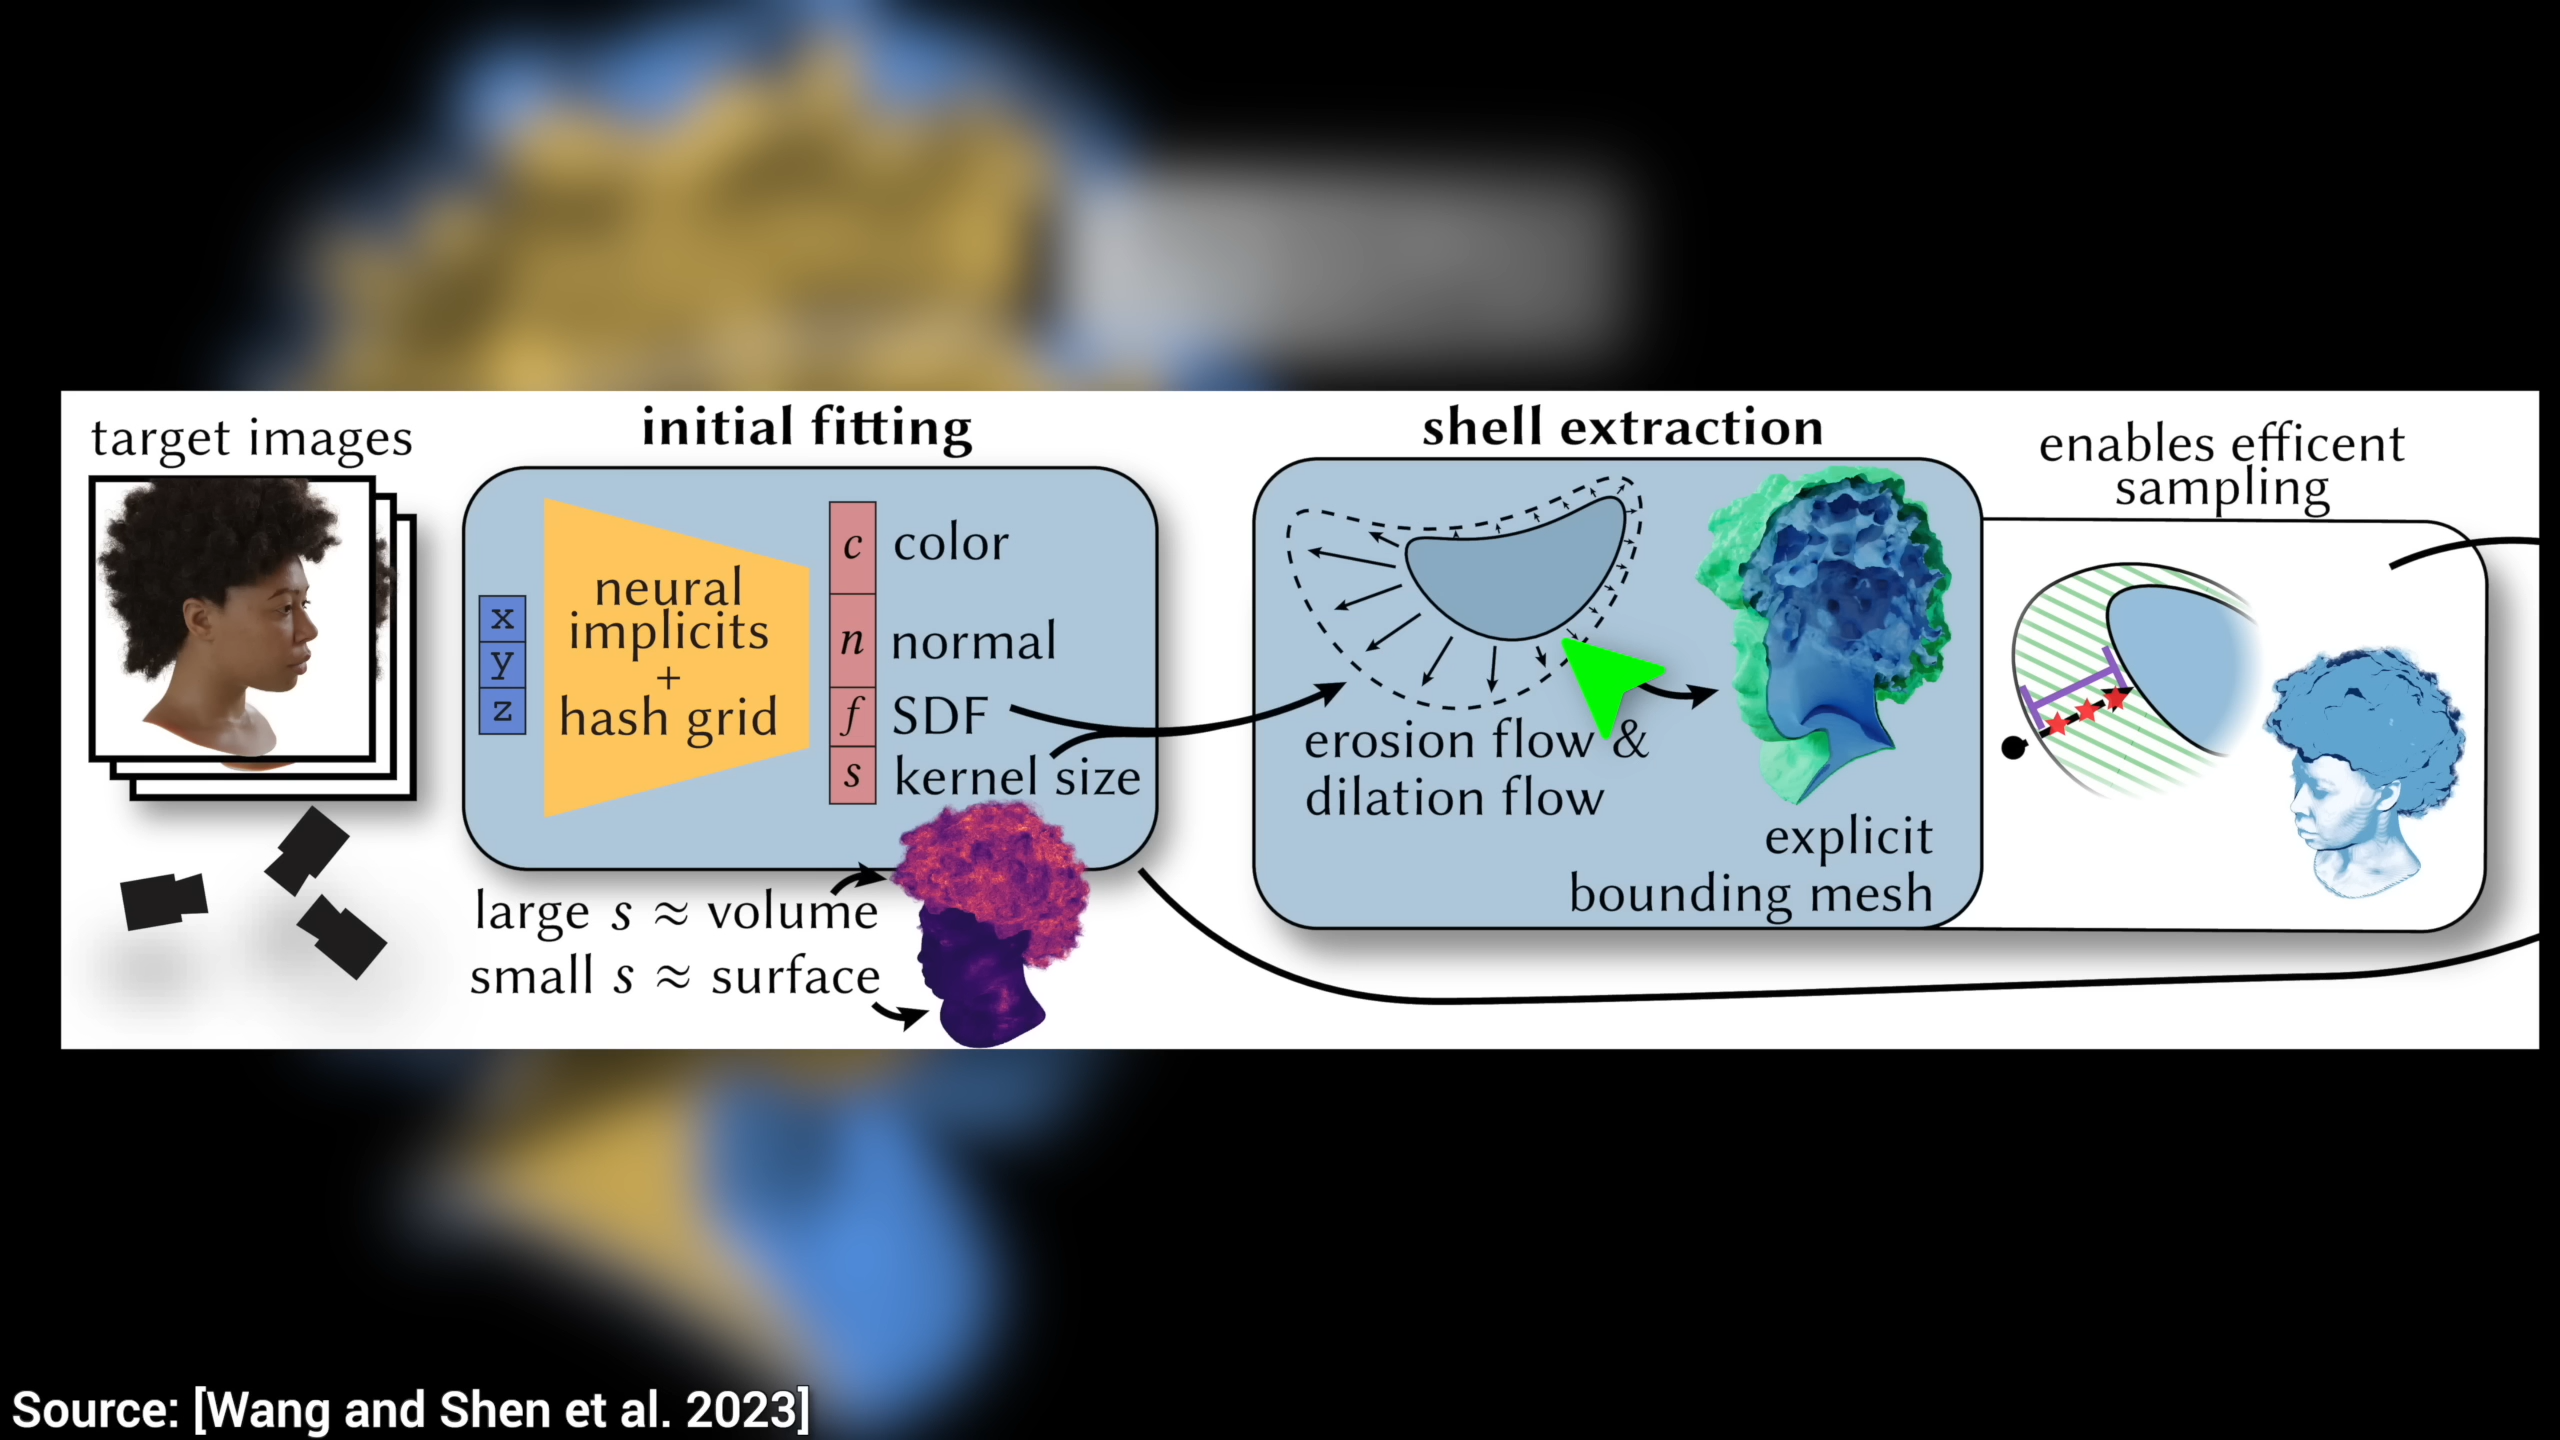 target images
initial fitting
x
y
z
neural
implicits
+
hash grid
c color
n normal
f SDF
s kernel size
large s ≈ volume
small s ≈ surface
shell extraction
erosion flow &
dilation flow
explicit
bounding mesh
enables efficent
sampling
Source: [Wang and Shen et al. 2023]